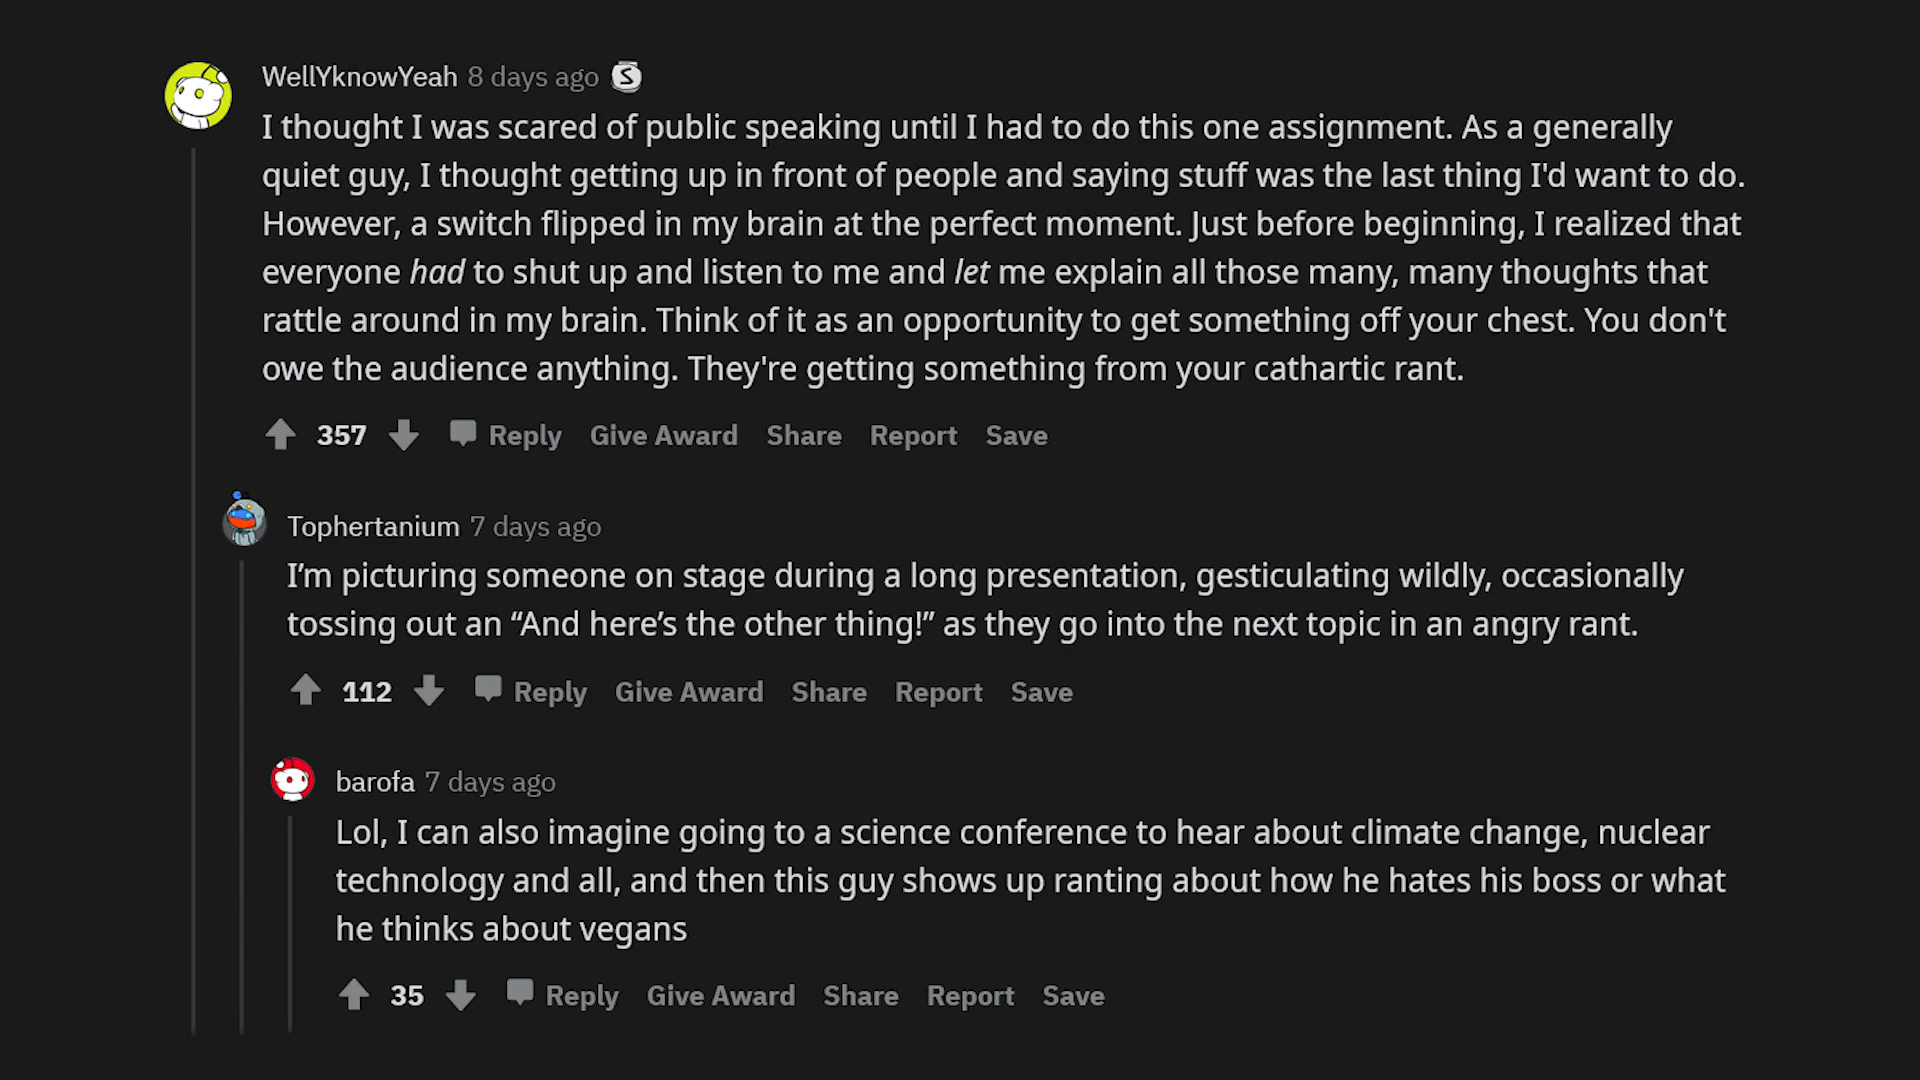 WellYknowYeah 8 days ago S
I thought I was scared of public speaking until I had to do this one assignment. As a generally
quiet guy, I thought getting up in front of people and saying stuff was the last thing I'd want to do.
However, a switch flipped in my brain at the perfect moment. Just before beginning, I realized that
everyone had to shut up and listen to me and let me explain all those many, many thoughts that
rattle around in my brain. Think of it as an opportunity to get something off your chest. You don't
owe the audience anything. They're getting something from your cathartic rant.
357 Reply Give Award Share Report Save
Tophertanium 7 days ago
I’m picturing someone on stage during a long presentation, gesticulating wildly, occasionally
tossing out an “And here’s the other thing!” as they go into the next topic in an angry rant.
112 Reply Give Award Share Report Save
barofa 7 days ago
Lol, I can also imagine going to a science conference to hear about climate change, nuclear
technology and all, and then this guy shows up ranting about how he hates his boss or what
he thinks about vegans
35 Reply Give Award Share Report Save